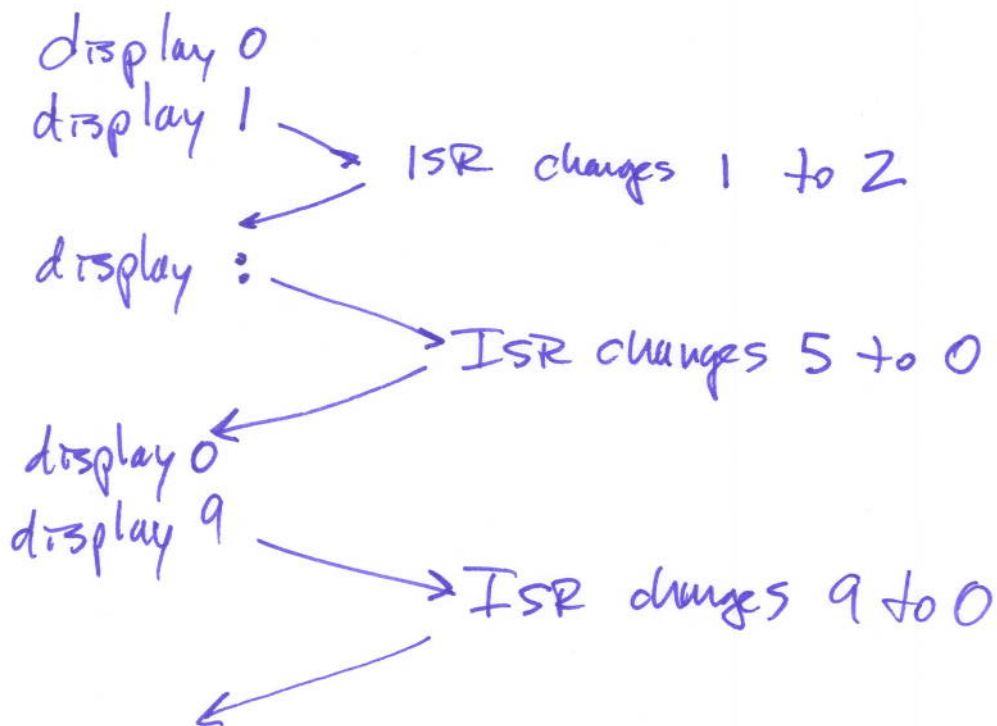 display 0
display 1
ISR changes 1 to 2
display :
ISR changes 5 to 0
display 0
display 9
ISR changes 9 to 0